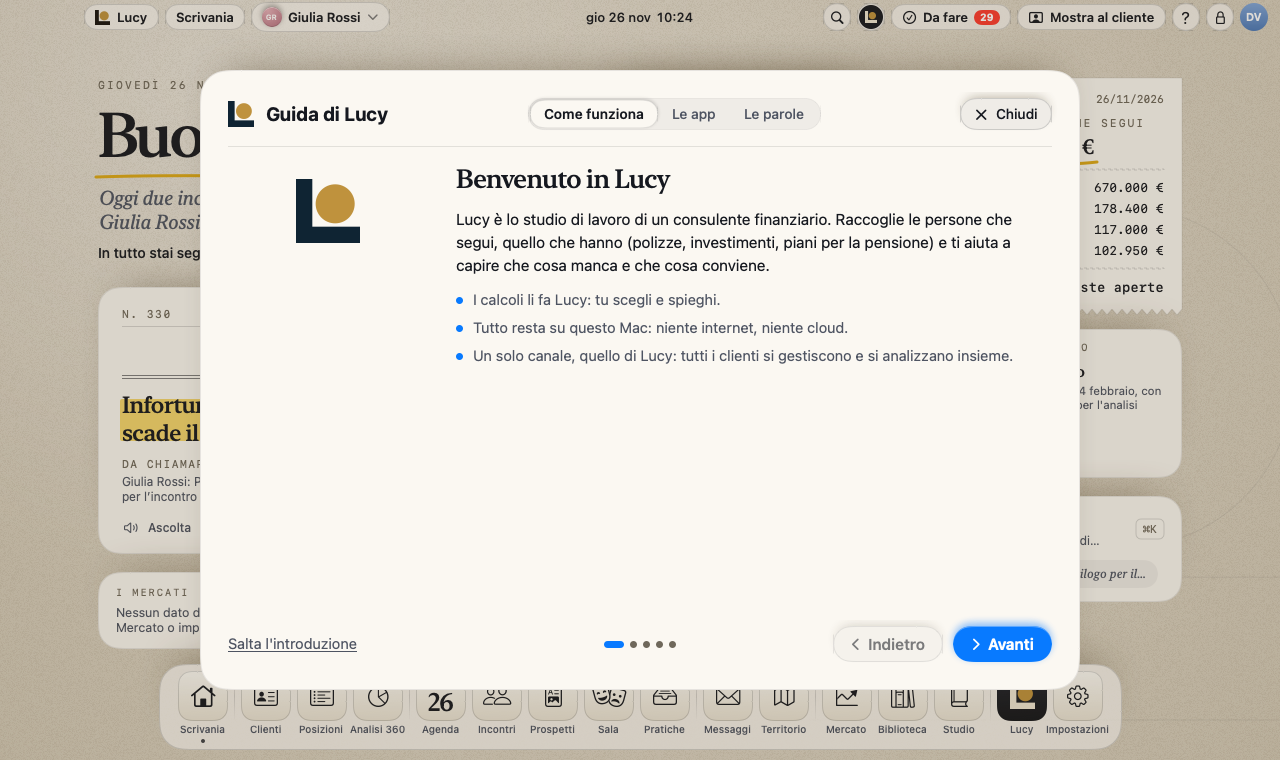 Lucy
Scrivania
GR Giulia Rossi
gio 26 nov 10:24
Da fare 29
Mostra al cliente
?
DV
GIOVEDÌ 26 N
Buo
Oggi due inc
Giulia Rossi
In tutto stai seg
N. 330
Infortu
scade il
DA CHIAMAR
Giulia Rossi: P
per l'incontro
Ascolta
I MERCATI
Nessun dato d
Mercato o imp
Guida di Lucy
Come funziona
Le app
Le parole
Chiudi
Benvenuto in Lucy
Lucy è lo studio di lavoro di un consulente finanziario. Raccoglie le persone che
segui, quello che hanno (polizze, investimenti, piani per la pensione) e ti aiuta a
capire che cosa manca e che cosa conviene.
I calcoli li fa Lucy: tu scegli e spieghi.
Tutto resta su questo Mac: niente internet, niente cloud.
Un solo canale, quello di Lucy: tutti i clienti si gestiscono e si analizzano insieme.
Salta l'introduzione
Indietro
Avanti
26/11/2026
E SEGUI
€
670.000 €
178.400 €
117.000 €
102.950 €
ste aperte
4 febbraio, con
per l'analisi
⌘K
di...
ilogo per il...
26
Scrivania
Clienti
Posizioni
Analisi 360
Agenda
Incontri
Prospetti
Sala
Pratiche
Messaggi
Territorio
Mercato
Biblioteca
Studio
Lucy
Impostazioni